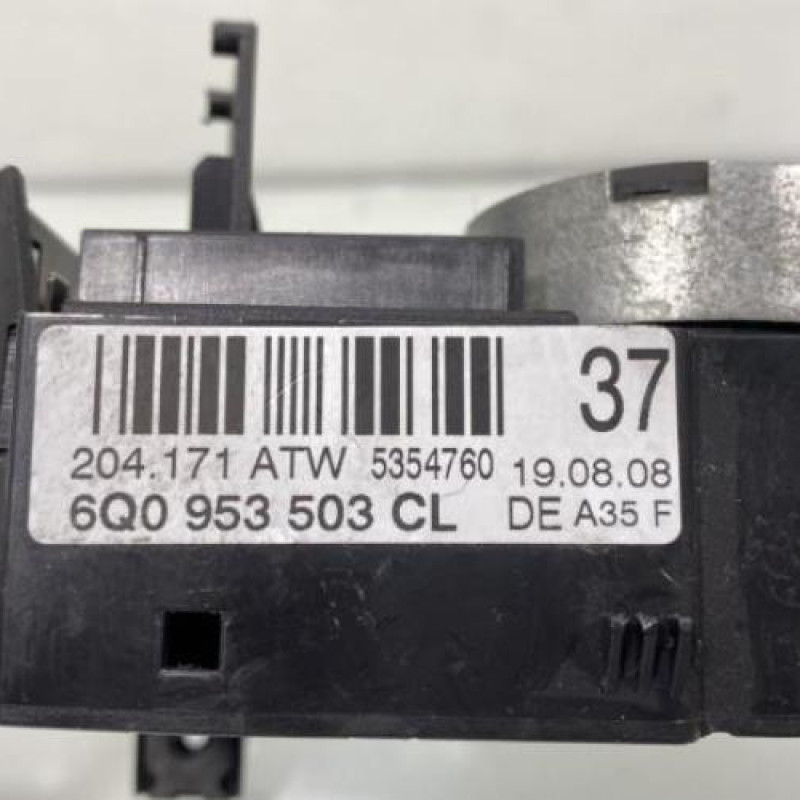 37
204.171 ATW 5354760 19.08.08
6Q0 953 503 CL DE A35 F